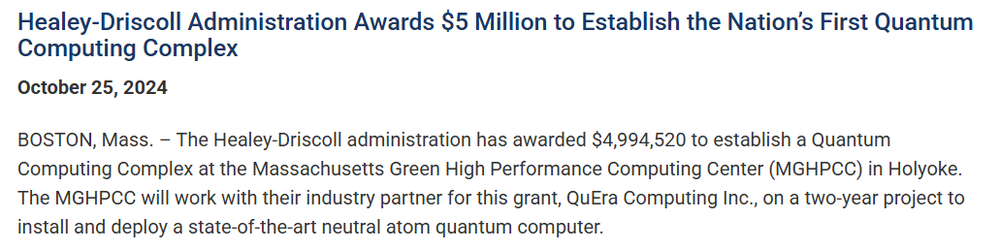 Healey-Driscoll Administration Awards $5 Million to Establish the Nation’s First Quantum
Computing Complex
October 25, 2024
BOSTON, Mass. – The Healey-Driscoll administration has awarded $4,994,520 to establish a Quantum
Computing Complex at the Massachusetts Green High Performance Computing Center (MGHPCC) in Holyoke.
The MGHPCC will work with their industry partner for this grant, QuEra Computing Inc., on a two-year project to
install and deploy a state-of-the-art neutral atom quantum computer.